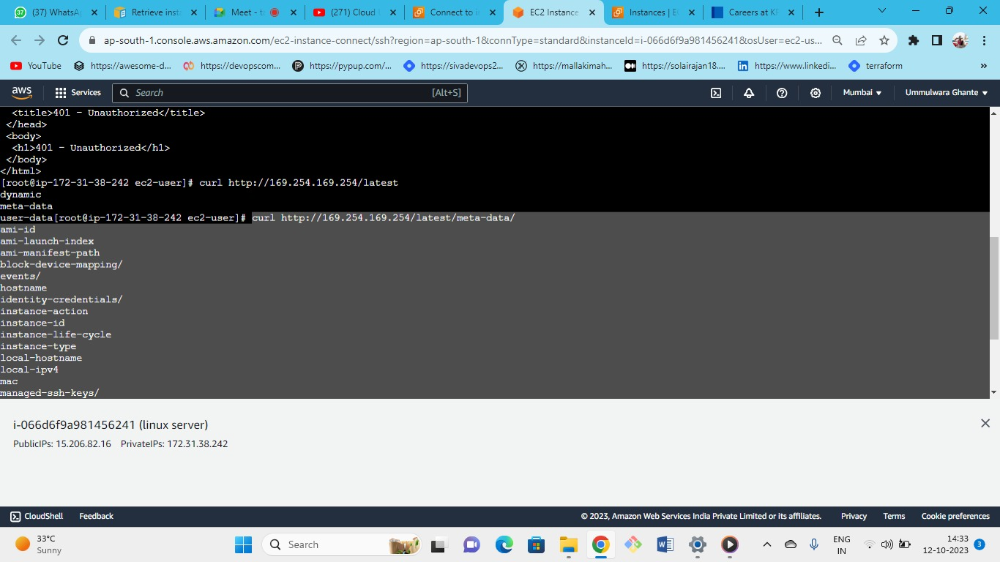 (37) WhatsA
Retrieve inst
Meet - ta
(271) Cloud
Connect to i
EC2 Instance
Instances | E
Careers at KP
ap-south-1.console.aws.amazon.com/ec2-instance-connect/ssh?region=ap-south-1&connType=standard&instanceId=i-066d6f9a981456241&osUser=ec2-us...
YouTube
https://awesome-d...
https://devopscom...
https://pypup.com/...
https://sivadevops2...
https://mallakimah...
https://solairajan18....
https://www.linkedi...
terraform
»
aws
Services
Search
[Alt+S]
Mumbai
Ummulwara Ghante
<title>401 - Unauthorized</title>
</head>
<body>
<h1>401 - Unauthorized</h1>
</body>
</html>
[root@ip-172-31-38-242 ec2-user]# curl http://169.254.169.254/latest
dynamic
meta-data
user-data[root@ip-172-31-38-242 ec2-user]# curl http://169.254.169.254/latest/meta-data/
ami-id
ami-launch-index
ami-manifest-path
block-device-mapping/
events/
hostname
identity-credentials/
instance-action
instance-id
instance-life-cycle
instance-type
local-hostname
local-ipv4
mac
managed-ssh-keys/
i-066d6f9a981456241 (linux server)
PublicIPs: 15.206.82.16 PrivateIPs: 172.31.38.242
CloudShell
Feedback
© 2023, Amazon Web Services India Private Limited or its affiliates.
Privacy
Terms
Cookie preferences
33°C
Sunny
Search
ENG
IN
14:33
12-10-2023
3